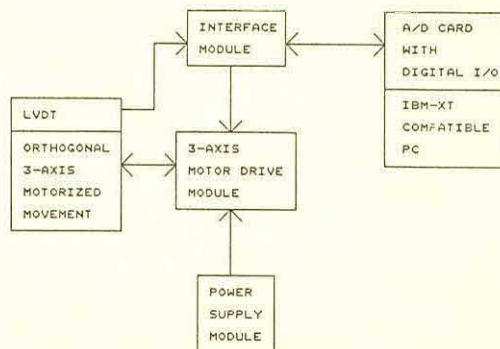 INTERFACE
MODULE
A/D CARD
WITH
DIGITAL I/O
IBM-XT
COMPATIBLE
PC
LVDT
ORTHOGONAL
3-AXIS
MOTORIZED
MOVEMENT
3-AXIS
MOTOR DRIVE
MODULE
POWER
SUPPLY
MODULE